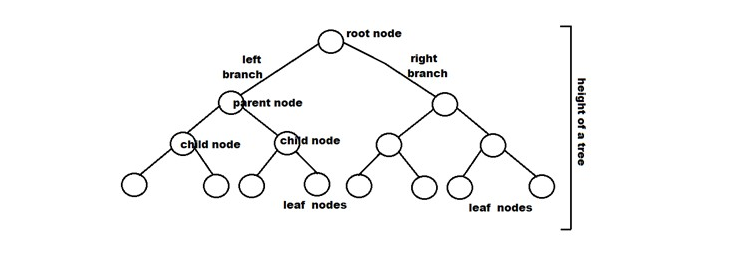 root node
left
branch
right
branch
parent node
child node
child node
leaf  nodes
leaf  nodes
height of a tree